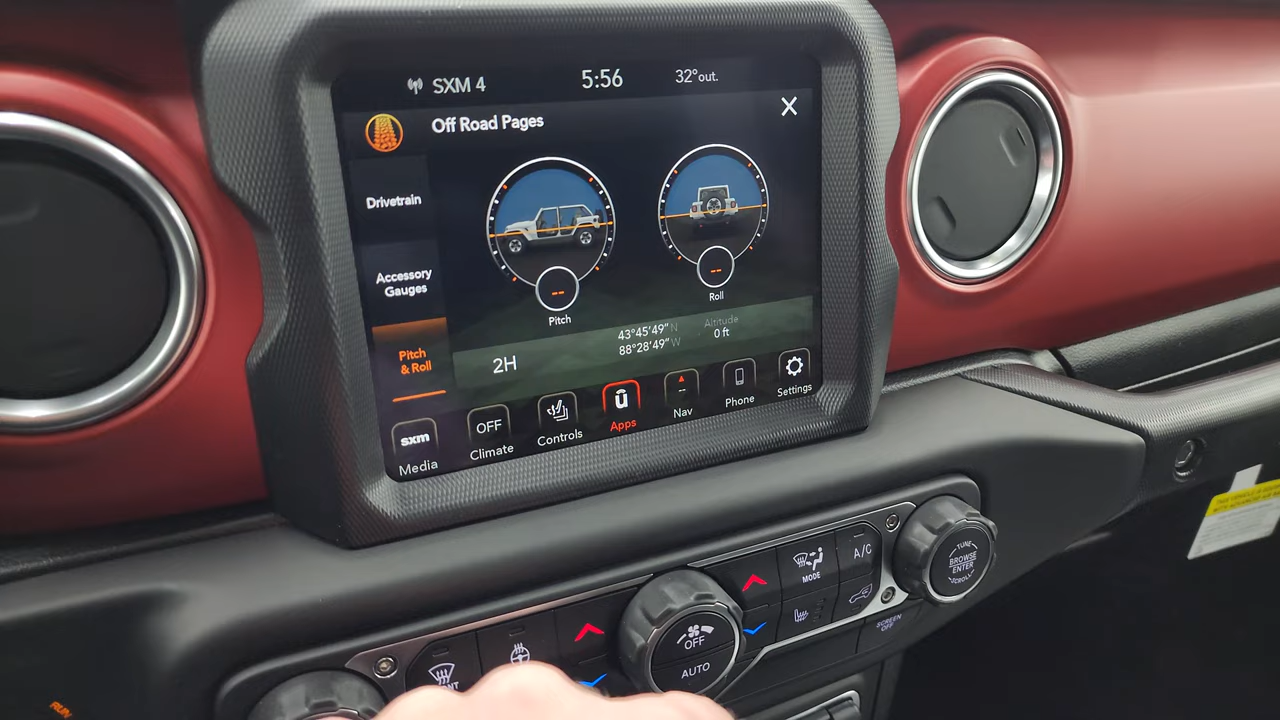 SXM 4
5:56
32°out.
Off Road Pages
Drivetrain
Accessory
Gauges
Pitch
& Roll
--
Pitch
--
Roll
2H
43°45'49"N
88°28'49"W
Altitude
0 ft
sxm
Media
OFF
Climate
Controls
ū
Apps
--
Nav
Phone
Settings
MODE
A/C
TUNE
BROWSE
ENTER
SCROLL
SCREEN
OFF
OFF
AUTO
RUN